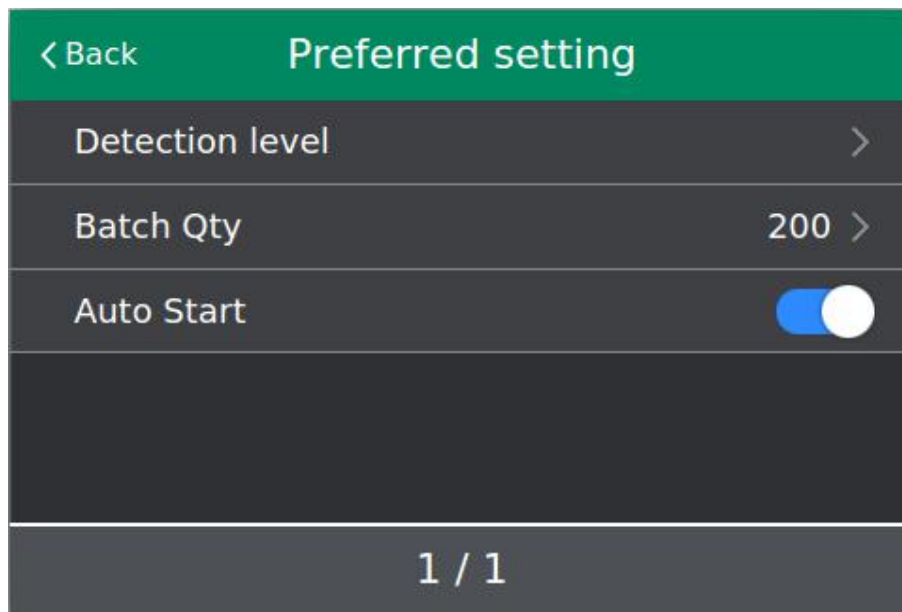 Back Preferred setting
Detection level
Batch Qty 200
Auto Start
1 / 1